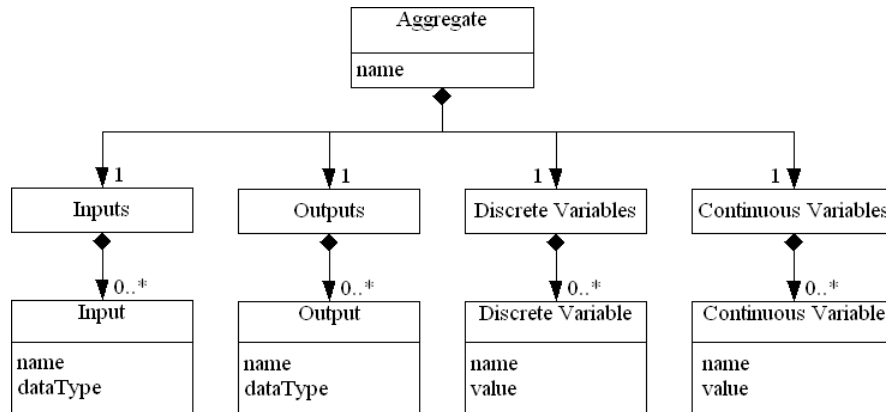 Aggregate
name
1 1 1 1
Inputs Outputs Discrete Variables Continuous Variables
0..* 0..* 0..* 0..*
Input Output Discrete Variable Continuous Variable
name name name name
dataType dataType value value